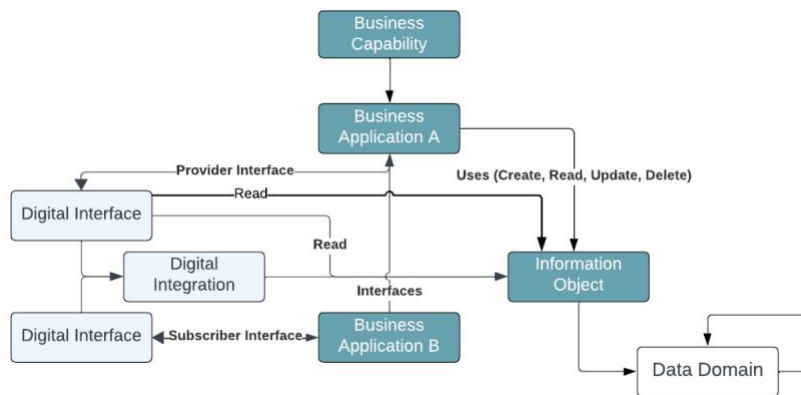 Business
Capability
Business
Application A
Provider Interface
Uses (Create, Read, Update, Delete)
Read
Digital Interface
Read
Digital
Integration
Information
Object
Interfaces
Digital Interface
Subscriber Interface
Business
Application B
Data Domain